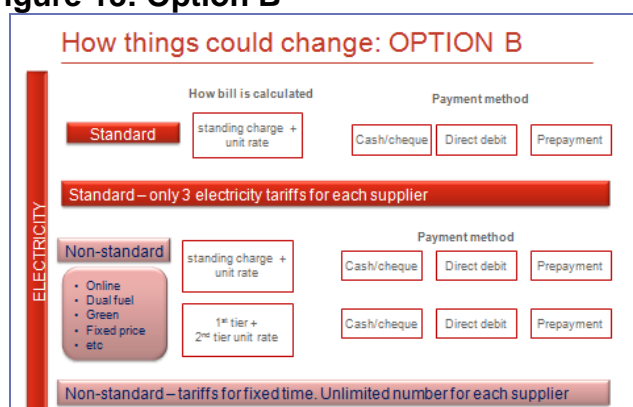 How things could change: OPTION B
How bill is calculated
Payment method
Standard
standing charge +
unit rate
Cash/cheque
Direct debit
Prepayment
Standard – only 3 electricity tariffs for each supplier
ELECTRICITY
Payment method
Non-standard
standing charge +
unit rate
Cash/cheque
Direct debit
Prepayment
• Online
• Dual fuel
• Green
• Fixed price
• etc
1st tier +
2nd tier unit rate
Cash/cheque
Direct debit
Prepayment
Non-standard – tariffs for fixed time. Unlimited number for each supplier